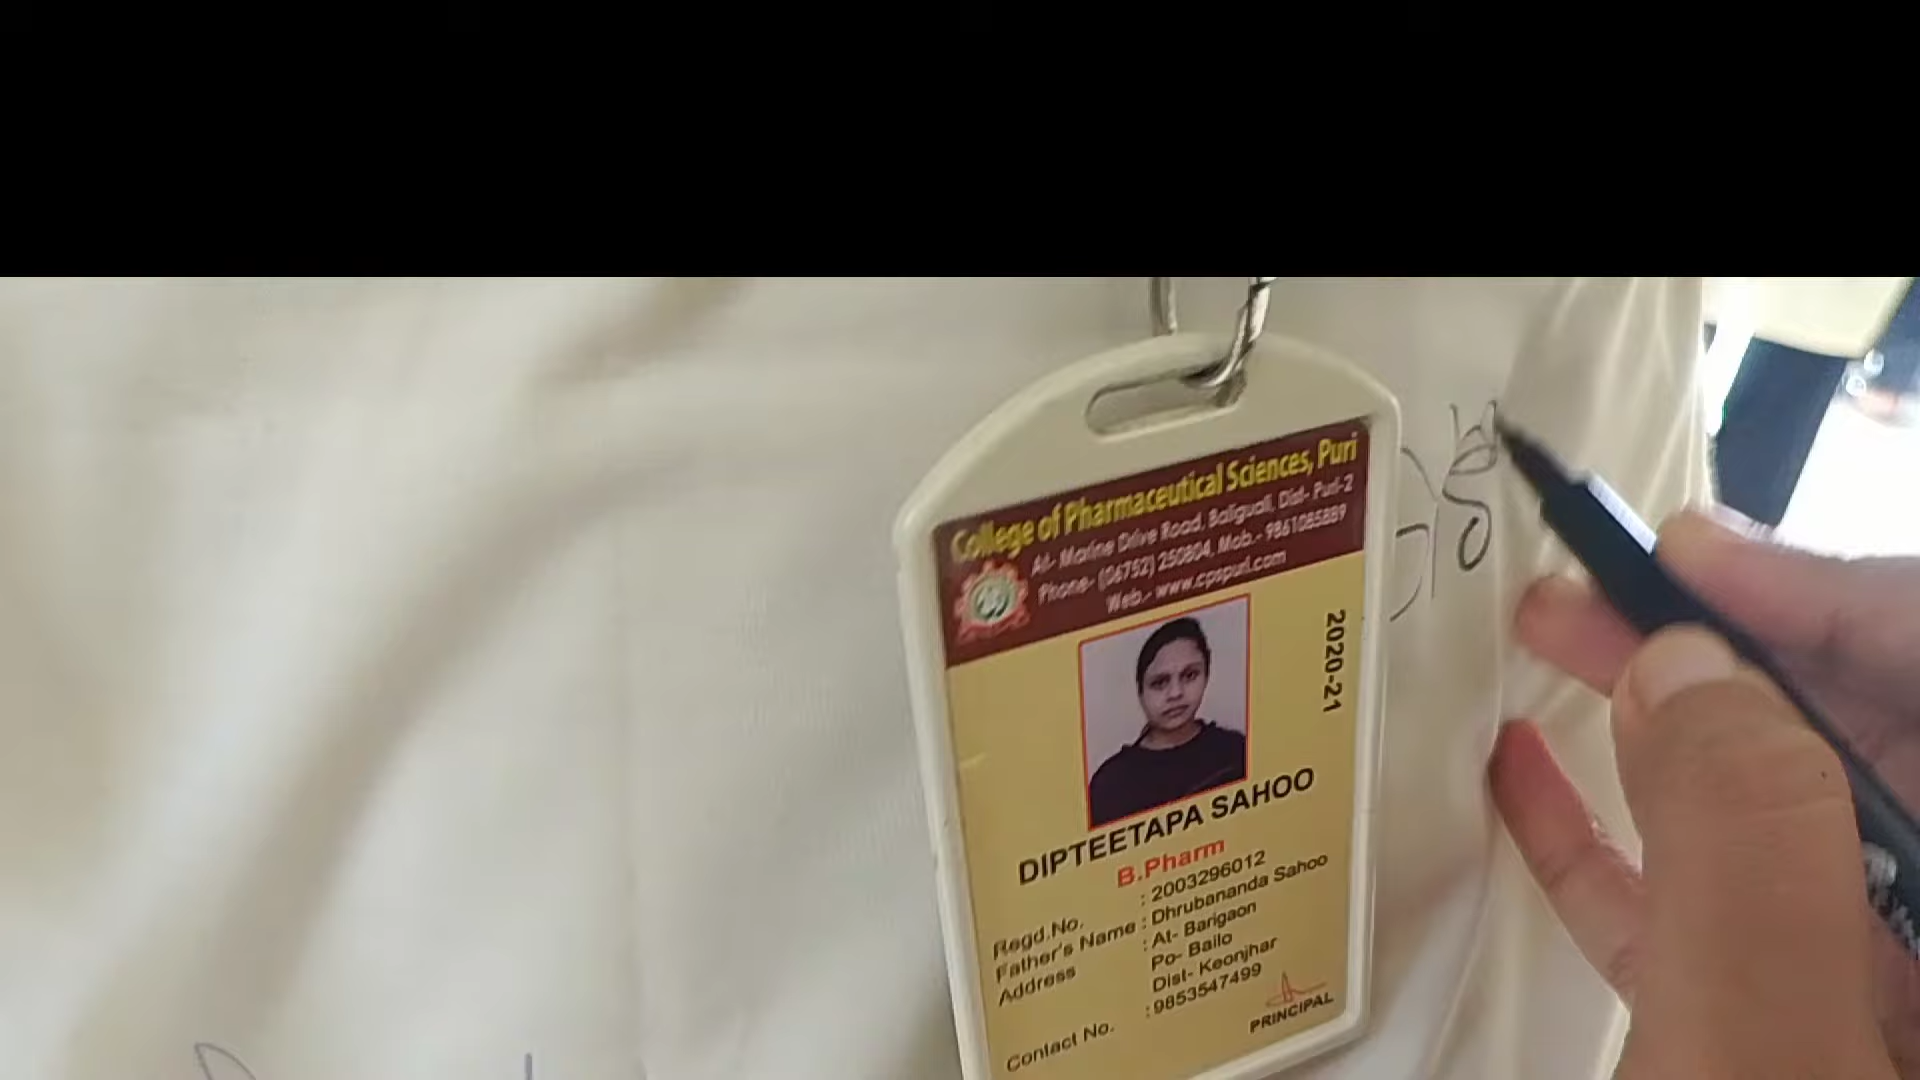 College of Pharmaceutical Sciences, Puri
At- Marine Drive Road, Baliguali, Dist- Puri-2
Phone- (06752) 250804, Mob.- 9861085889
Web.- www.cpspuri.com
2020-21
DIPTEETAPA SAHOO
B.Pharm
Regd.No. : 2003296012
Father's Name : Dhrubananda Sahoo
Address : At- Barigaon
Po- Bailo
Dist- Keonjhar
Contact No. : 9853547499
PRINCIPAL